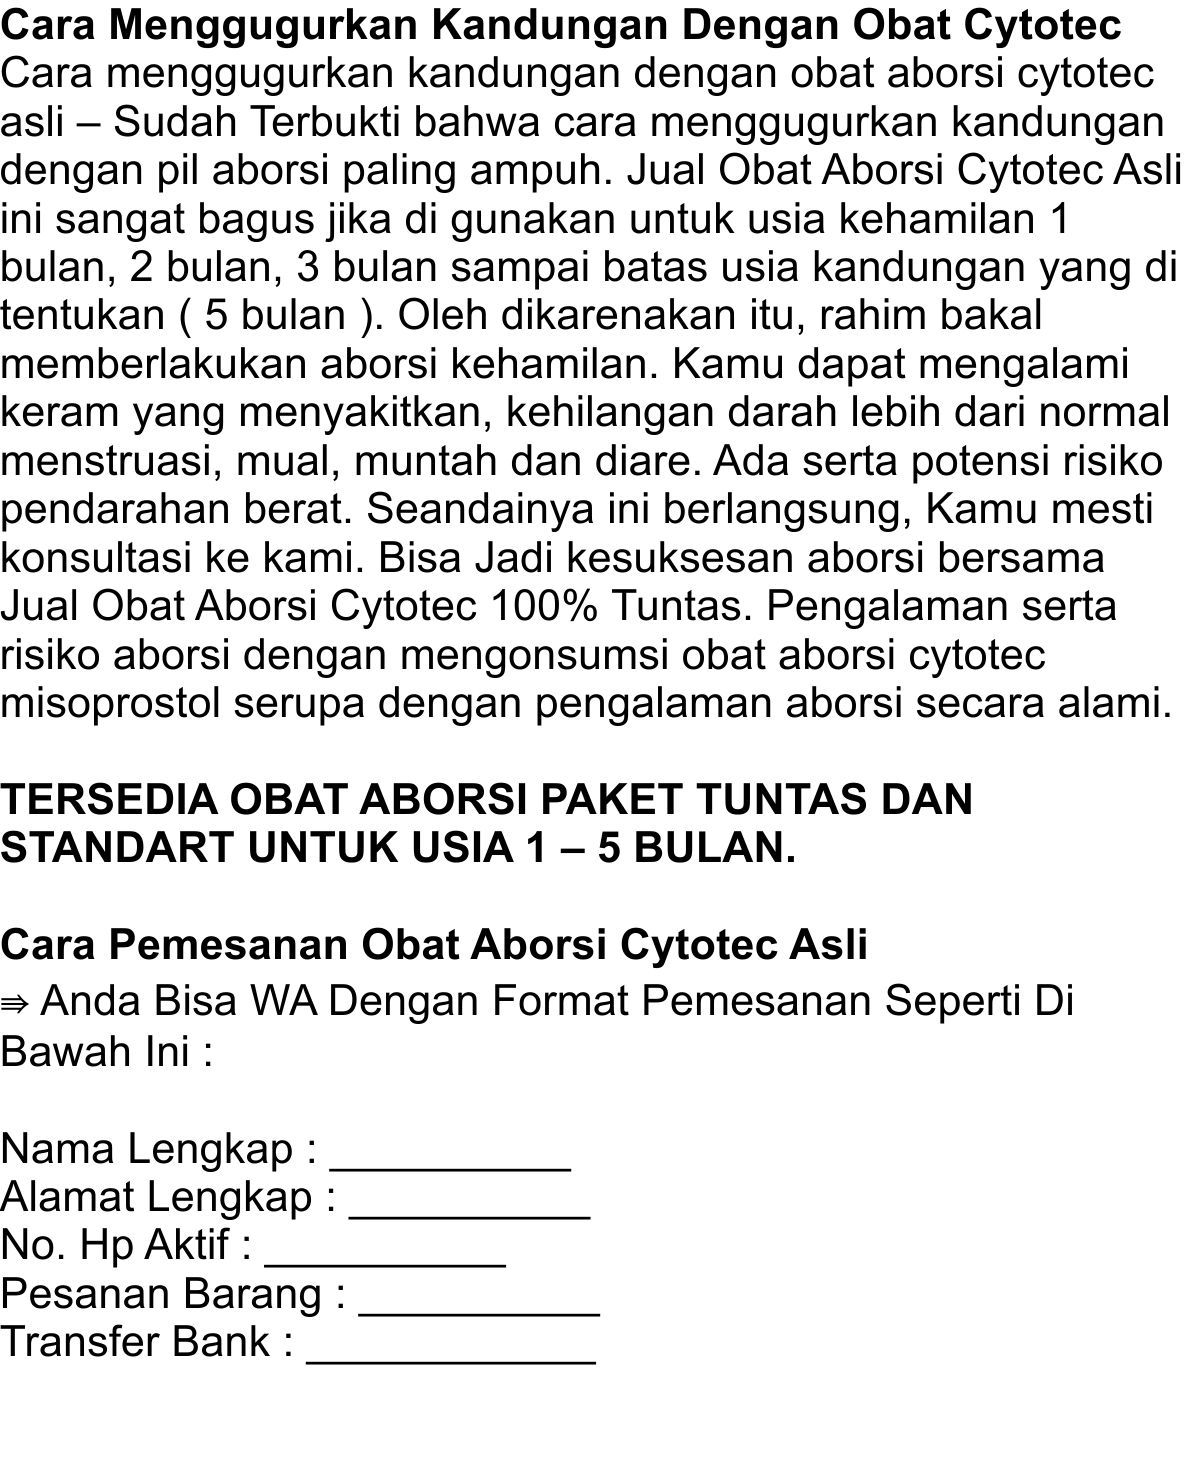 Cara Menggugurkan Kandungan Dengan Obat Cytotec
Cara menggugurkan kandungan dengan obat aborsi cytotec
asli – Sudah Terbukti bahwa cara menggugurkan kandungan
dengan pil aborsi paling ampuh. Jual Obat Aborsi Cytotec Asli
ini sangat bagus jika di gunakan untuk usia kehamilan 1
bulan, 2 bulan, 3 bulan sampai batas usia kandungan yang di
tentukan ( 5 bulan ). Oleh dikarenakan itu, rahim bakal
memberlakukan aborsi kehamilan. Kamu dapat mengalami
keram yang menyakitkan, kehilangan darah lebih dari normal
menstruasi, mual, muntah dan diare. Ada serta potensi risiko
pendarahan berat. Seandainya ini berlangsung, Kamu mesti
konsultasi ke kami. Bisa Jadi kesuksesan aborsi bersama
Jual Obat Aborsi Cytotec 100% Tuntas. Pengalaman serta
risiko aborsi dengan mengonsumsi obat aborsi cytotec
misoprostol serupa dengan pengalaman aborsi secara alami.
TERSEDIA OBAT ABORSI PAKET TUNTAS DAN
STANDART UNTUK USIA 1 – 5 BULAN.
Cara Pemesanan Obat Aborsi Cytotec Asli
⇛ Anda Bisa WA Dengan Format Pemesanan Seperti Di
Bawah Ini :
Nama Lengkap : __________
Alamat Lengkap : __________
No. Hp Aktif : __________
Pesanan Barang : __________
Transfer Bank : ____________